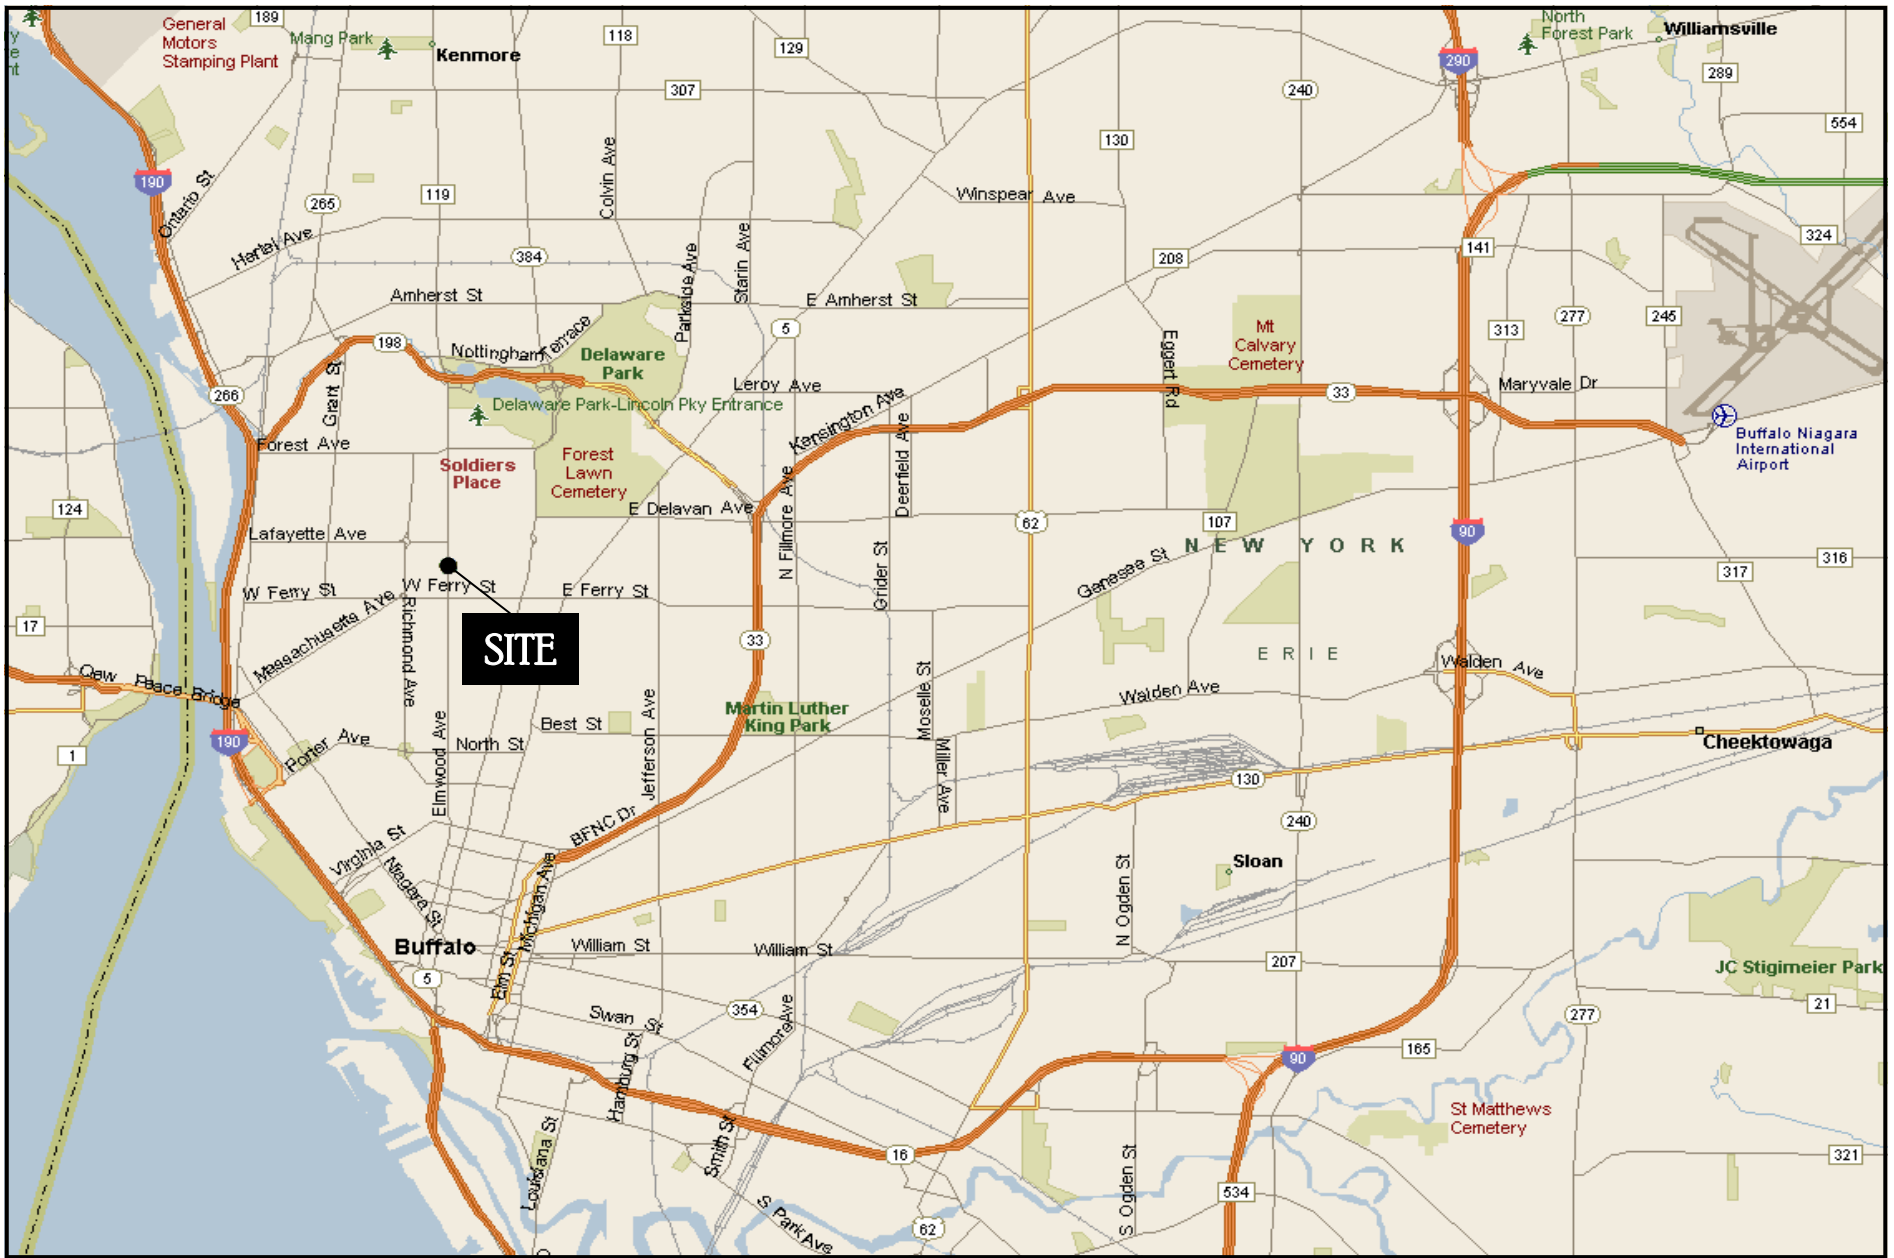 189
General
Motors
Stamping Plant
Mang Park
Kenmore
118
129
307
290
240
North
Forest Park
Williamsville
289
554
130
190
Ontario St
265
119
Colvin Ave
Winspear Ave
Hertel Ave
384
Parkside Ave
Starin Ave
208
141
324
Amherst St
E Amherst St
5
Eggert Rd
Mt
Calvary
Cemetery
313
277
245
198
Nottingham Terrace
Delaware
Park
Leroy Ave
33
Maryvale Dr
266
Grant St
Delaware Park-Lincoln Pky Entrance
Kensington Ave
Deerfield Ave
Buffalo Niagara
International
Airport
Forest Ave
Soldiers
Place
Forest
Lawn
Cemetery
N Fillmore Ave
124
E Delavan Ave
62
107
90
NEW YORK
Lafayette Ave
Grider St
Genesee St
317
316
W Ferry St
W Ferry St
E Ferry St
Massachusetts Ave
Richmond Ave
17
SITE
33
ERIE
Walden Ave
Walden Ave
Qew
Peace Bridge
Martin Luther
King Park
Moselle St
190
Porter Ave
Elmwood Ave
North St
Best St
Jefferson Ave
Miller Ave
Cheektowaga
1
130
240
BFNC Dr
Virginia St
Niagara St
Michigan Ave
Sloan
N Ogden St
Buffalo
William St
William St
207
JC Stigimeier Park
5
Elm St
21
Swan St
354
Fillmore Ave
277
165
90
Hamburg St
Louisiana St
Smith St
16
St Matthews
Cemetery
321
S Ogden St
534
S Park Ave
62